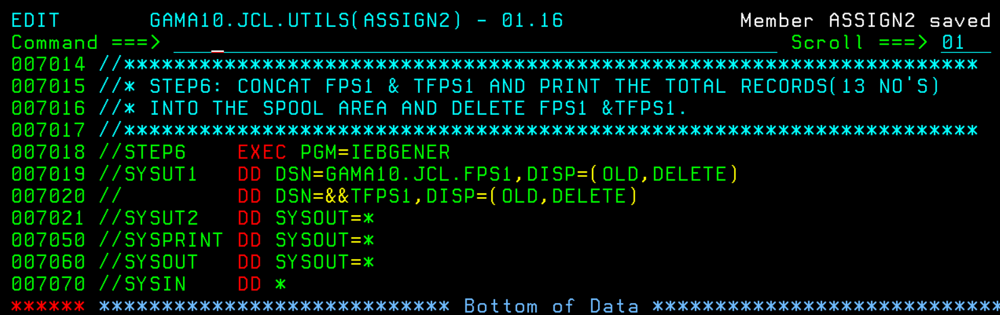 EDIT       GAMA10.JCL.UTILS(ASSIGN2) - 01.16              Member ASSIGN2 saved
Command ===>                                                  Scroll ===> 01
007014 //********************************************************************
007015 //* STEP6: CONCAT FPS1 & TFPS1 AND PRINT THE TOTAL RECORDS(13 NO'S)
007016 //* INTO THE SPOOL AREA AND DELETE FPS1 &TFPS1.
007017 //********************************************************************
007018 //STEP6    EXEC PGM=IEBGENER
007019 //SYSUT1   DD DSN=GAMA10.JCL.FPS1,DISP=(OLD,DELETE)
007020 //         DD DSN=&&TFPS1,DISP=(OLD,DELETE)
007021 //SYSUT2   DD SYSOUT=*
007050 //SYSPRINT DD SYSOUT=*
007060 //SYSOUT   DD SYSOUT=*
007070 //SYSIN    DD *
****** **************************** Bottom of Data ****************************